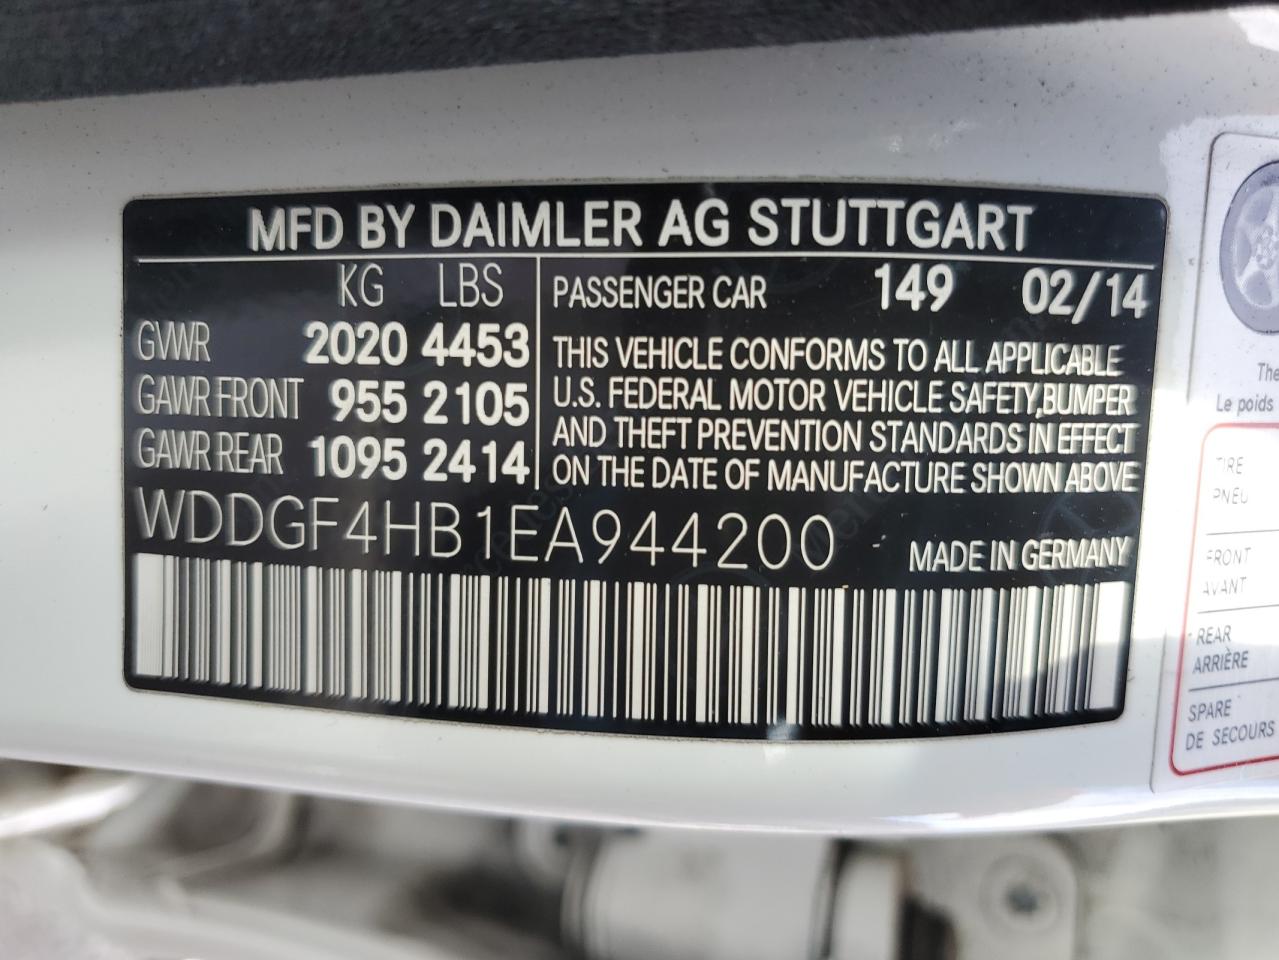 MFD BY DAIMLER AG STUTTGART
KG LBS
GVWR 2020 4453
GAWR FRONT 955 2105
GAWR REAR 1095 2414
PASSENGER CAR 149 02/14
THIS VEHICLE CONFORMS TO ALL APPLICABLE
U.S. FEDERAL MOTOR VEHICLE SAFETY,BUMPER
AND THEFT PREVENTION STANDARDS IN EFFECT
ON THE DATE OF MANUFACTURE SHOWN ABOVE
WDDGF4HB1EA944200
MADE IN GERMANY
The
Le poids
TIRE
PNEU
FRONT
AVANT
REAR
ARRIÈRE
SPARE
DE SECOURS